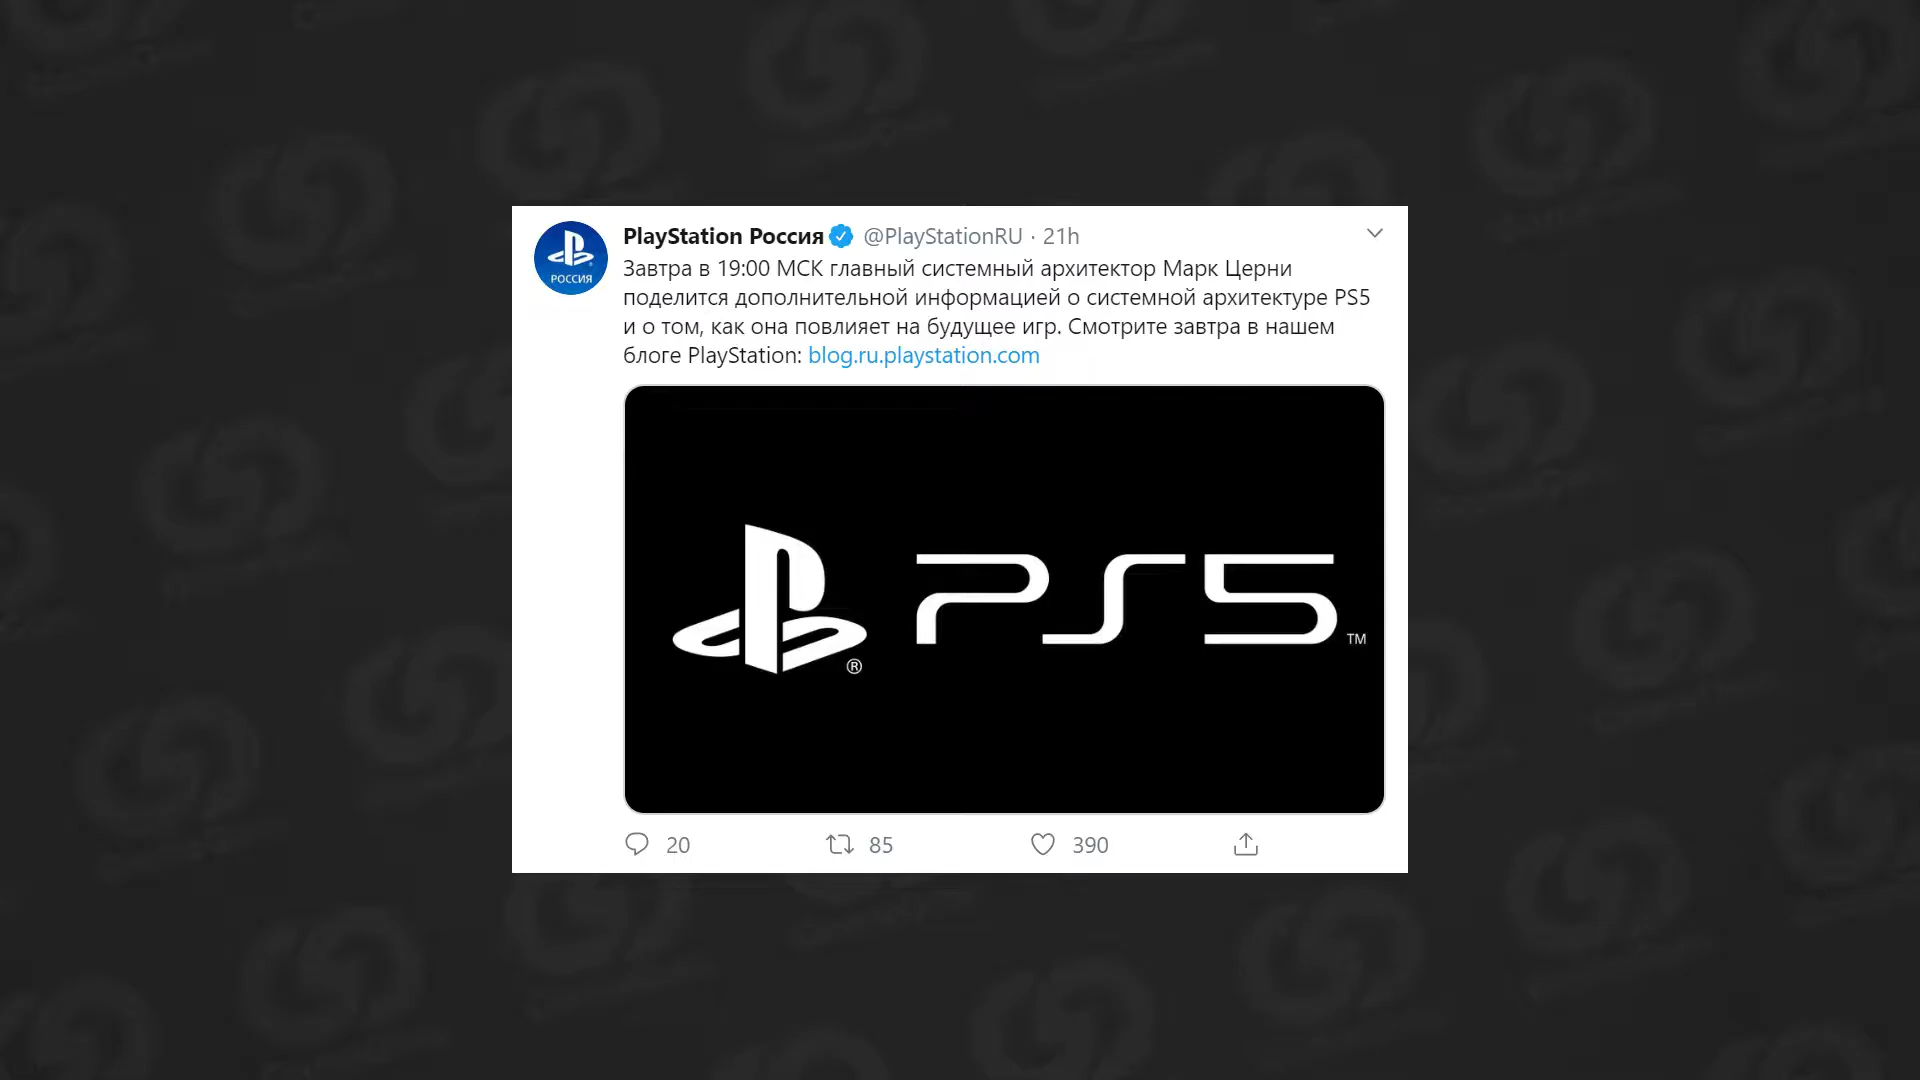 PlayStation Россия @PlayStationRU · 21h
Завтра в 19:00 МСК главный системный архитектор Марк Церни
поделится дополнительной информацией о системной архитектуре PS5
и о том, как она повлияет на будущее игр. Смотрите завтра в нашем
блоге PlayStation: blog.ru.playstation.com
РОССИЯ
PS5 ™
®
20 85 390